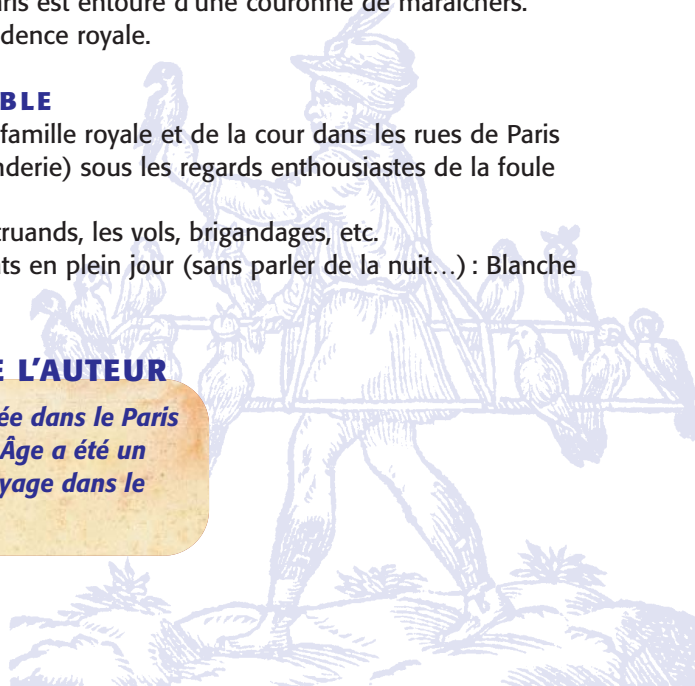 aris est entouré d'une couronne de maraîchers.
dence royale.
BLE
famille royale et de la cour dans les rues de Paris
nderie) sous les regards enthousiastes de la foule
truands, les vols, brigandages, etc.
ts en plein jour (sans parler de la nuit…) : Blanche
E L'AUTEUR
ée dans le Paris
Âge a été un
yage dans le